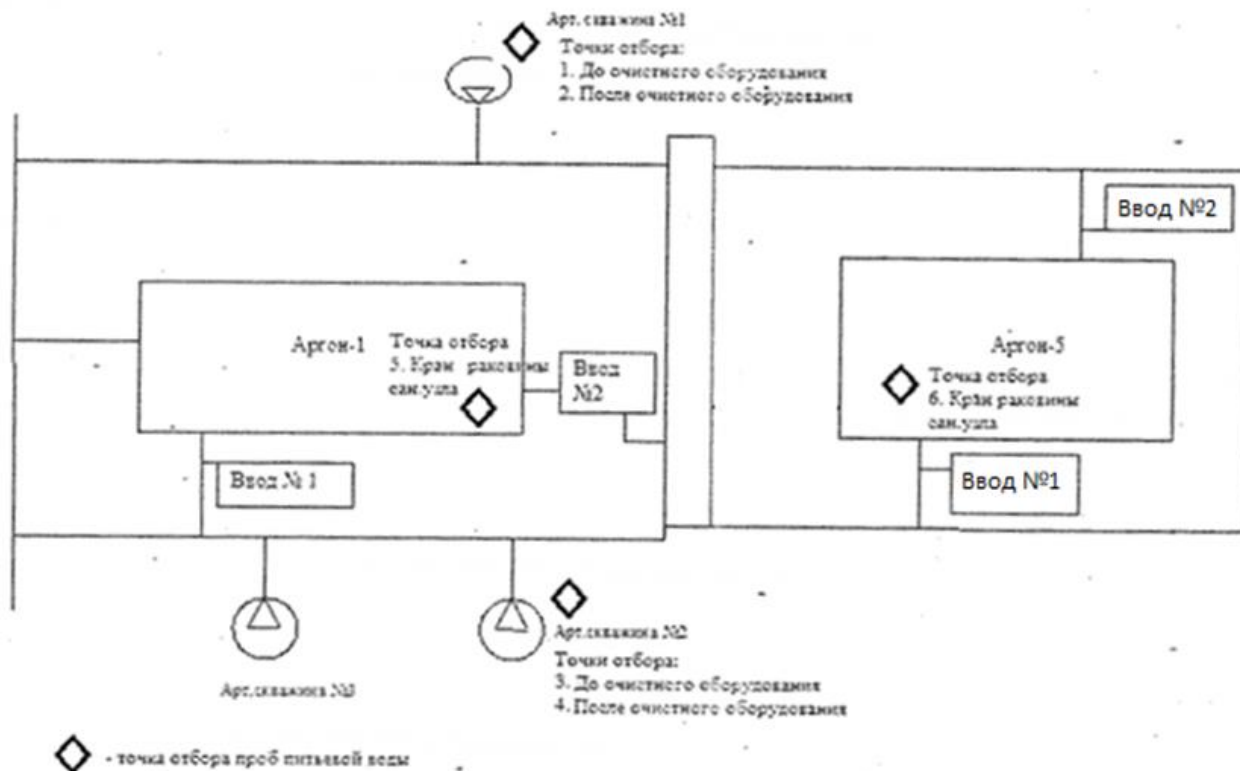 Арт.скважина №1
Точки отбора:
1. До очистного оборудования
2. После очистного оборудования
Ввод №2
Аргон-1
Точка отбора
5. Кран раковины
сан.узла
Ввод
№2
Аргон-5
Точка отбора
6. Кран раковины
сан.узла
Ввод № 1
Ввод №1
Арт.скважина №2
Точки отбора:
3. До очистного оборудования
4. После очистного оборудования
Арт.скважина №3
- точка отбора проб питьевой воды